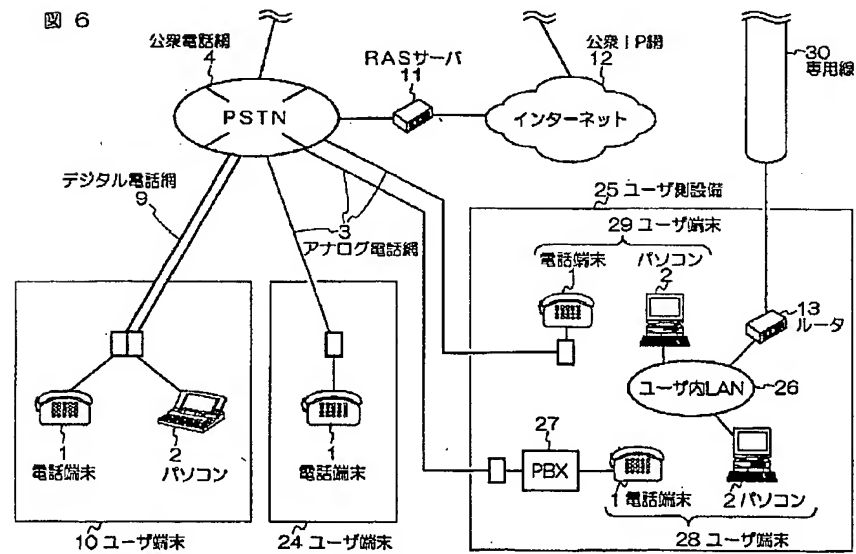 図 6
公衆電話網
4
PSTN
RASサーバ
11
公衆IP網
12
インターネット
30
専用線
デジタル電話網
9
3
アナログ電話網
25 ユーザ側設備
29 ユーザ端末
電話端末
1
パソコン
2
13
ルータ
ユーザ内LAN
26
27
PBX
1 電話端末
2 パソコン
28 ユーザ端末
1
電話端末
2
パソコン
10 ユーザ端末
1
電話端末
24 ユーザ端末